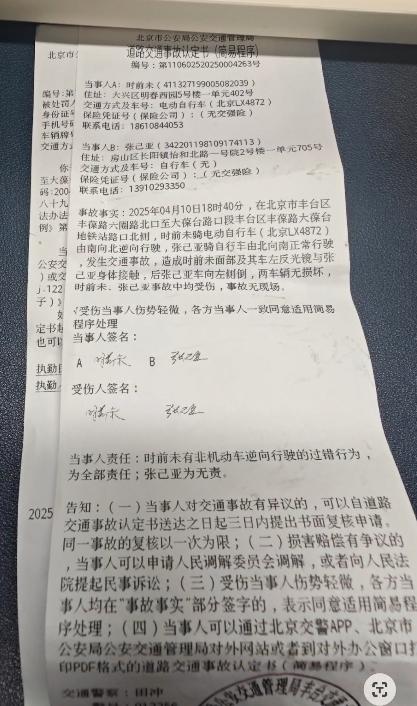 北京市公安局公安交通管理局
道路交通事故认定书（简易程序）
编号：第110602520250004263号
当事人A：时前未（411327199005082039）
住址：大兴区明春西园5号楼一单元402号
交通方式及车号：电动自行车（北京LX4872）
保险凭证号（保险公司）：（无交强险）
联系电话：18610844053
当事人B：张己亚（342201198109174113）
住址：房山区长阳镇怡和北路一号院2号楼一单元705号
交通方式及车号：自行车（无）
保险凭证号（保险公司）：（无交强险）
联系电话：13910293350
事故事实：2025年04月10日18时40分，在北京市丰台区
丰葆路六圈路北口至大葆台路口段丰台区丰葆路大葆台
地铁站路口北侧，时前未骑电动自行车（北京LX4872）
由南向北逆向行驶，张己亚骑自行车由北向南正常行驶
，发生交通事故，造成时前未面部及其车左反光镜与张
己亚身体接触，后张己亚车向左侧倒，两车辆无损坏，
时前未、张己亚事故中均受伤，事故无现场。
√受伤当事人伤势轻微，各方当事人一致同意适用简易
程序处理
当事人签名：
A 时前未 B 张己亚
受伤人签名：
时前未 张己亚
当事人责任：时前未有非机动车逆向行驶的过错行为，
为全部责任；张己亚为无责。
告知：（一）当事人对交通事故有异议的，可以自道路
交通事故认定书送达之日起三日内提出书面复核申请。
同一事故的复核以一次为限；（二）损害赔偿有争议的
，当事人可以申请人民调解委员会调解，或者向人民法
院提起民事诉讼；（三）受伤当事人伤势轻微，各方当
事人均在“事故事实”部分签字的，表示同意适用简易程
序处理；（四）当事人可以通过北京交警APP、北京市
公安局公安交通管理局对外网站或者到对外办公窗口打
印PDF格式的道路交通事故认定书（简易程序）。
交通警察：田冲
北京市
编号：第
被处罚人
身份证号
手机号码
车辆牌号
交通方式
你
至大葆
码:200
八十九
法办法
例》第
当
公安交
）或交
J-122
子）》
如
定书起
也可以
执勤民
执勤
2025